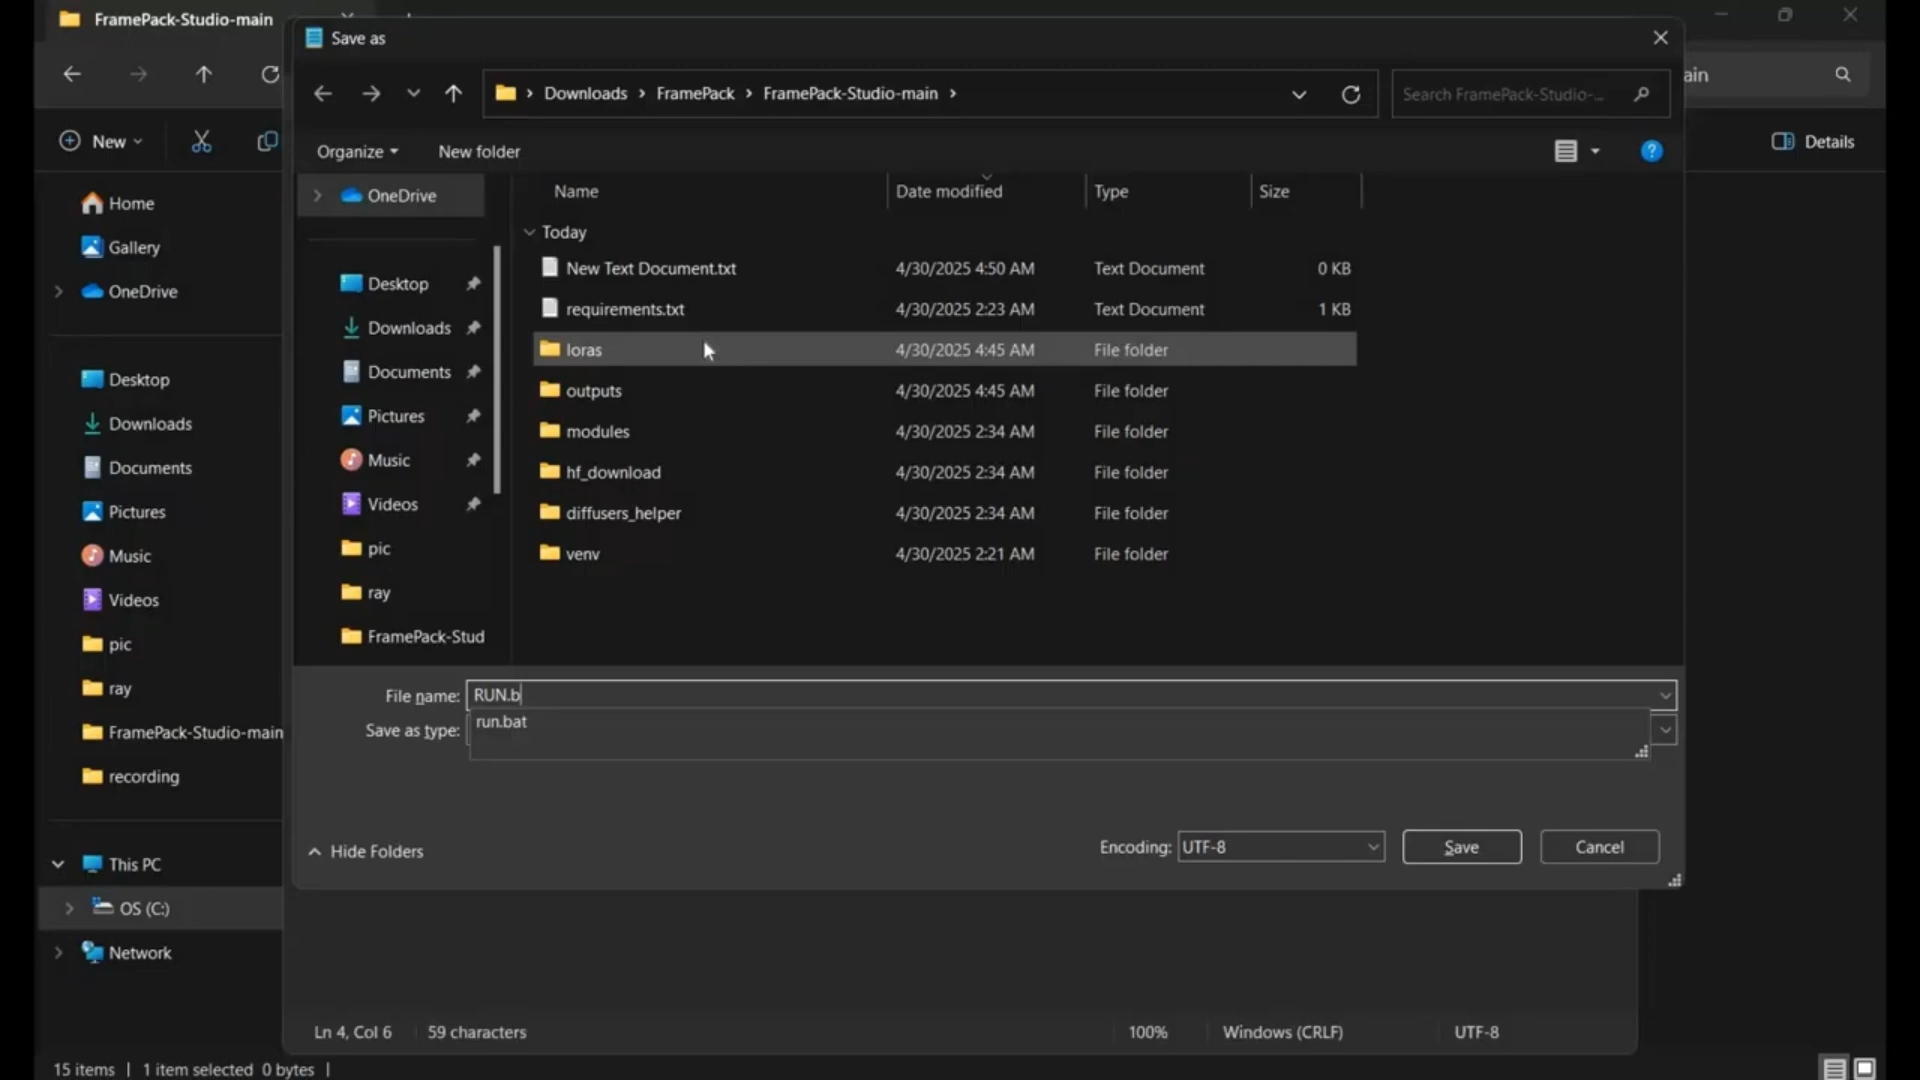 FramePack-Studio-main
Save as
Downloads > FramePack > FramePack-Studio-main >
Search FramePack-Studio-...
ain
New
Organize
New folder
Details
Home
Gallery
OneDrive
Desktop
Downloads
Documents
Pictures
Music
Videos
pic
ray
FramePack-Studio-main
recording
This PC
OS (C:)
Network
OneDrive
Desktop
Downloads
Documents
Pictures
Music
Videos
pic
ray
FramePack-Stud
Name Date modified Type Size
Today
New Text Document.txt 4/30/2025 4:50 AM Text Document 0 KB
requirements.txt 4/30/2025 2:23 AM Text Document 1 KB
loras 4/30/2025 4:45 AM File folder
outputs 4/30/2025 4:45 AM File folder
modules 4/30/2025 2:34 AM File folder
hf_download 4/30/2025 2:34 AM File folder
diffusers_helper 4/30/2025 2:34 AM File folder
venv 4/30/2025 2:21 AM File folder
File name: RUN.b
run.bat
Save as type:
Hide Folders
Encoding: UTF-8
Save
Cancel
Ln 4, Col 6 59 characters 100% Windows (CRLF) UTF-8
15 items | 1 item selected 0 bytes |